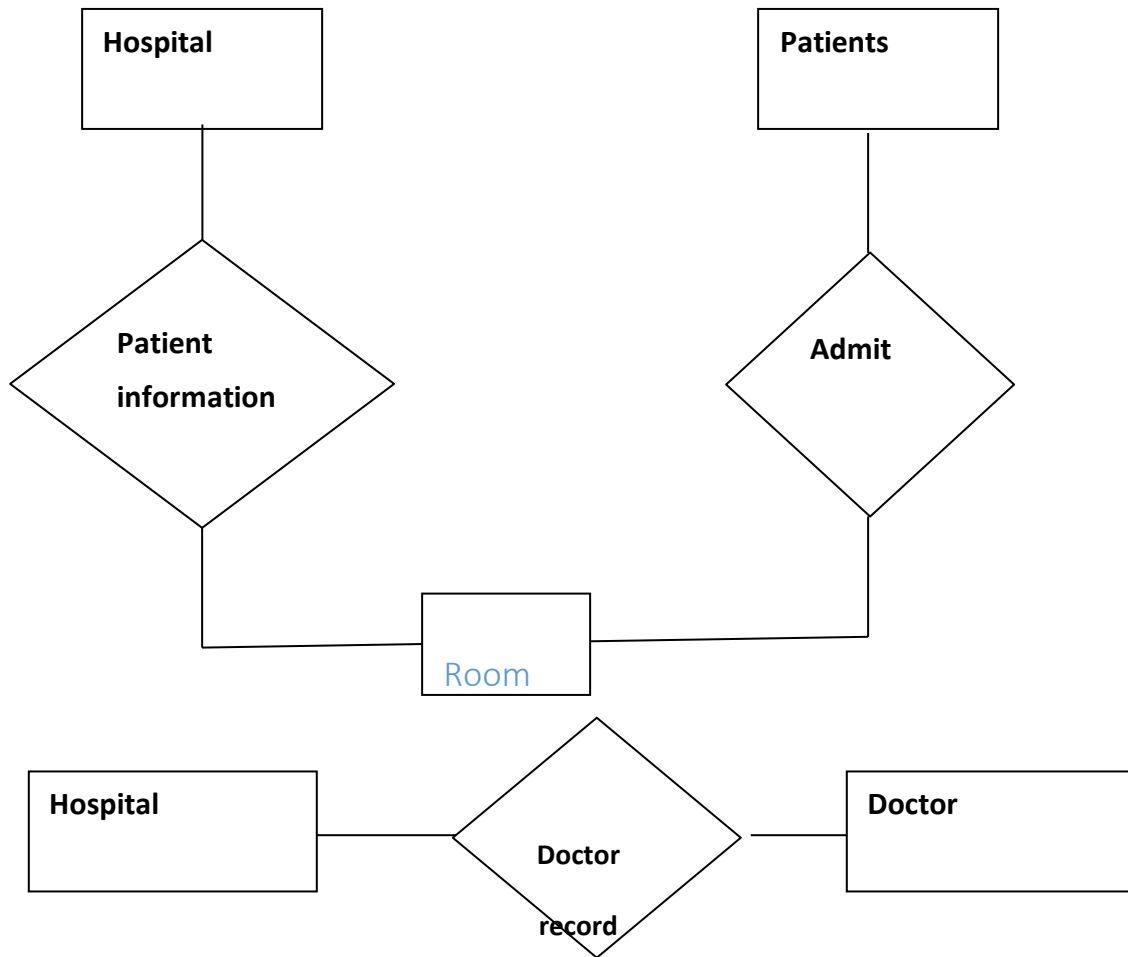 Hospital
Patients
Patient
information
Admit
Room
Hospital
Doctor
record
Doctor